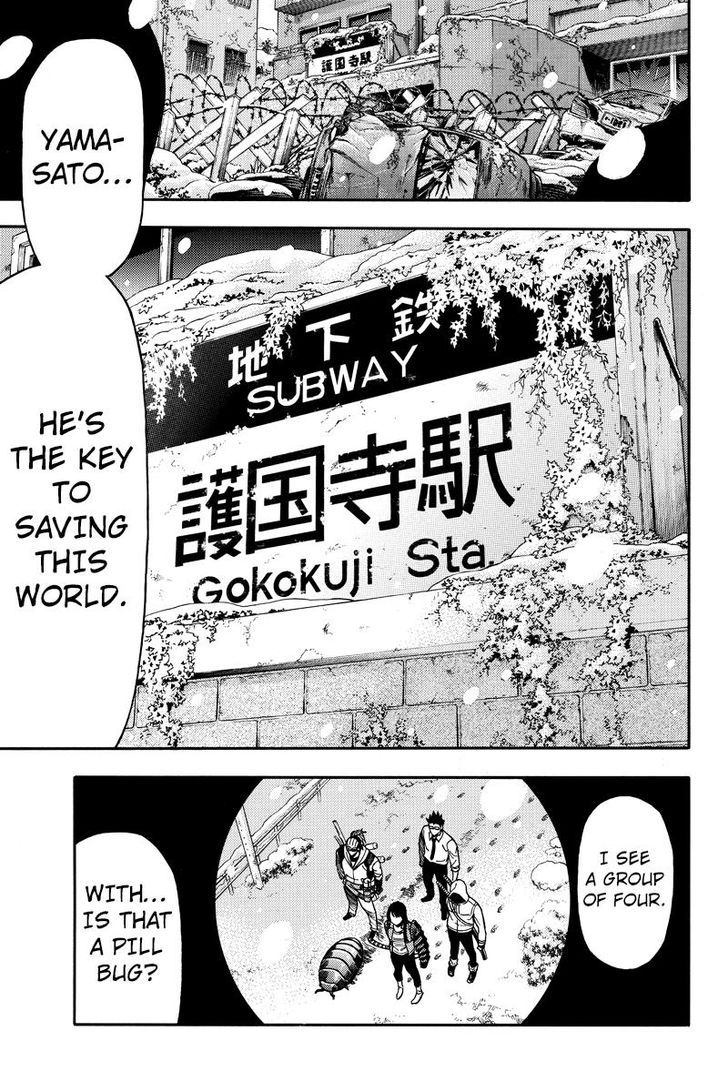 護国寺駅
YAMA-
SATO...
HE'S
THE KEY
TO
SAVING
THIS
WORLD.
地下鉄
SUBWAY
護国寺駅
Gokokuji Sta.
I SEE
A GROUP
OF FOUR.
WITH...
IS THAT
A PILL
BUG?